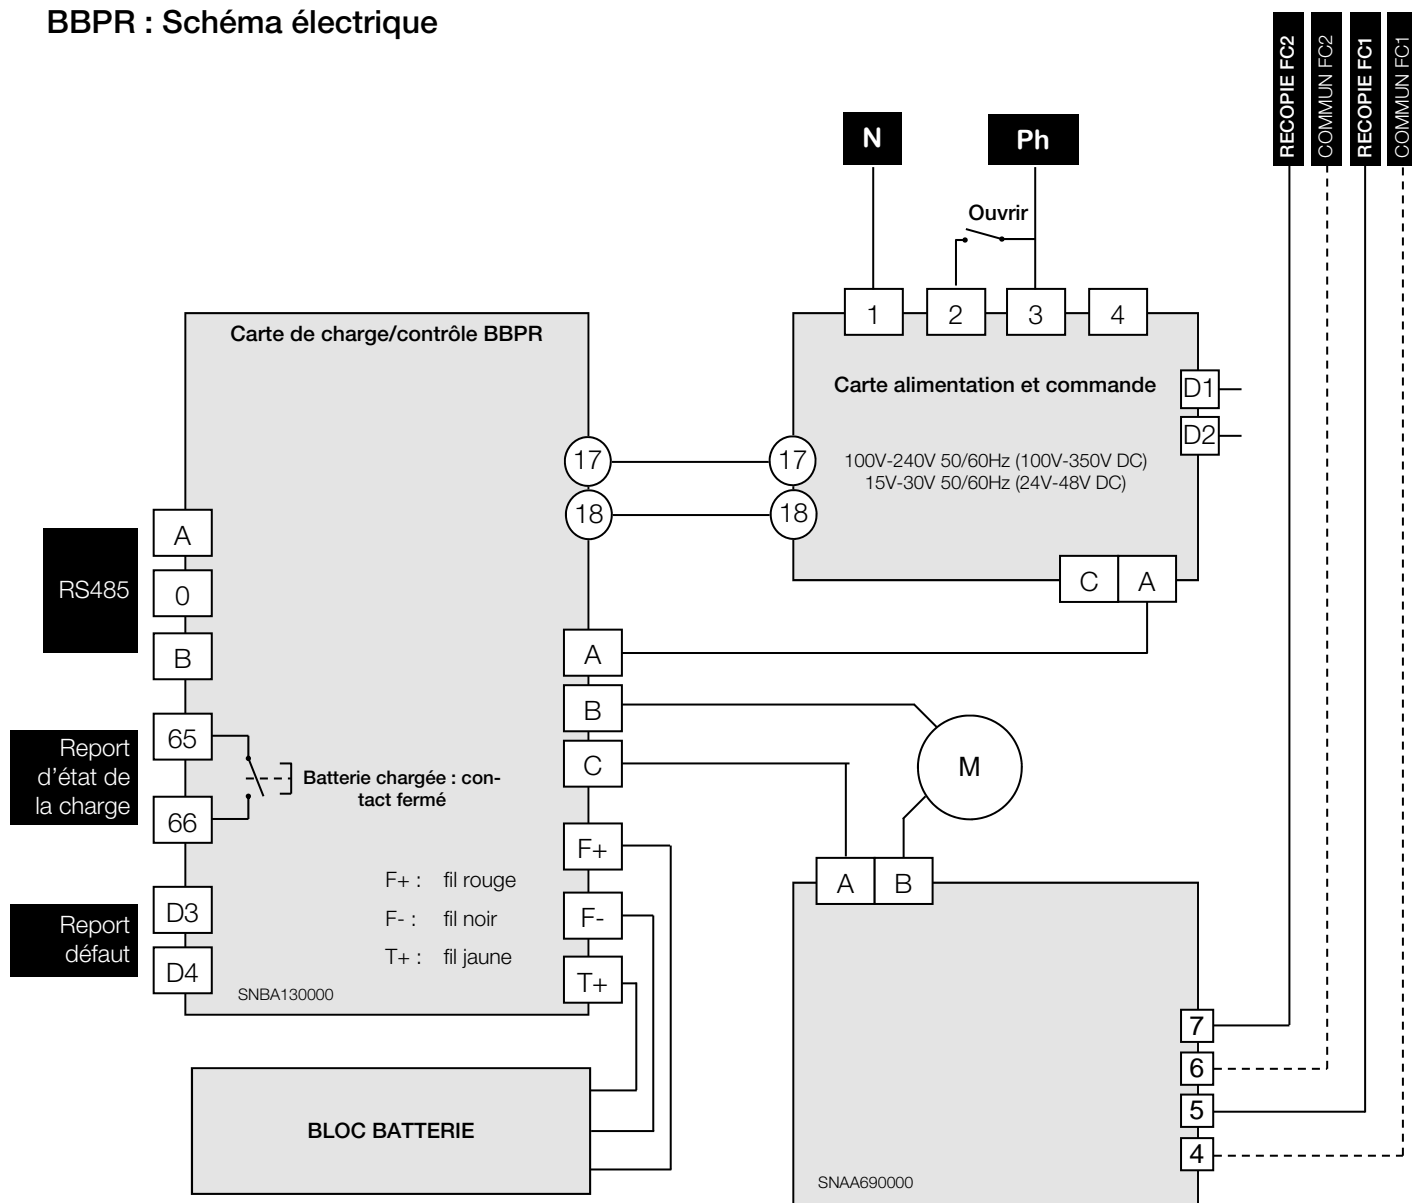 BBPR : Schéma électrique
RECOPIE FC2
COMMUN FC2
RECOPIE FC1
COMMUN FC1
N
Ph
Ouvrir
1
2
3
4
Carte de charge/contrôle BBPR
Carte alimentation et commande
D1
D2
100V-240V 50/60Hz (100V-350V DC)
15V-30V 50/60Hz (24V-48V DC)
17
17
18
18
RS485
A
0
B
C
A
A
B
C
M
Report
d'état de
la charge
65
66
Batterie chargée : con-
tact fermé
F+
F-
T+
F+ : fil rouge
F- : fil noir
T+ : fil jaune
Report
défaut
D3
D4
SNBA130000
A
B
7
6
5
4
BLOC BATTERIE
SNAA690000